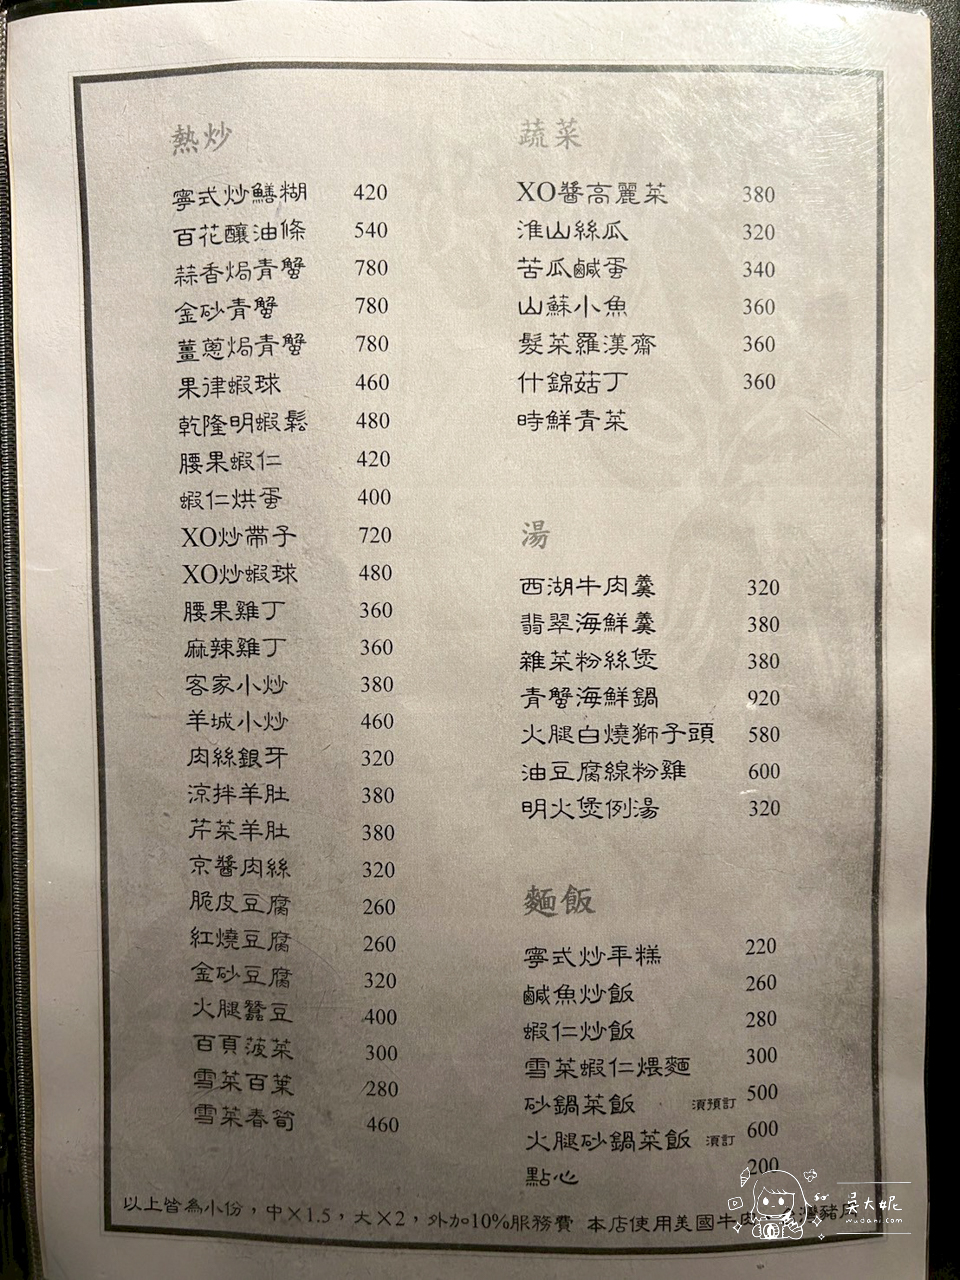 熱炒
寧式炒鱔糊 420
百花釀油條 540
蒜香焗青蟹 780
金砂青蟹 780
薑蔥焗青蟹 780
果律蝦球 460
乾隆明蝦鬆 480
腰果蝦仁 420
蝦仁烘蛋 400
XO炒帶子 720
XO炒蝦球 480
腰果雞丁 360
麻辣雞丁 360
客家小炒 380
羊城小炒 460
肉絲銀牙 320
涼拌羊肚 380
芹菜羊肚 380
京醬肉絲 320
脆皮豆腐 260
紅燒豆腐 260
金砂豆腐 320
火腿蠶豆 400
百頁菠菜 300
雪菜百葉 280
雪菜春筍 460
蔬菜
XO醬高麗菜 380
淮山絲瓜 320
苦瓜鹹蛋 340
山蘇小魚 360
髮菜羅漢齋 360
什錦菇丁 360
時鮮青菜
湯
西湖牛肉羹 320
翡翠海鮮羹 380
雜菜粉絲煲 380
青蟹海鮮鍋 920
火腿白燒獅子頭 580
油豆腐線粉雞 600
明火煲例湯 320
麵飯
寧式炒年糕 220
鹹魚炒飯 260
蝦仁炒飯 280
雪菜蝦仁煨麵 300
砂鍋菜飯 須預訂 500
火腿砂鍋菜飯 須訂 600
點心 200
以上皆為小份，中×1.5，大×2，外加10%服務費 本店使用美國牛肉 灣豬肉
吳大妮
wudani.com